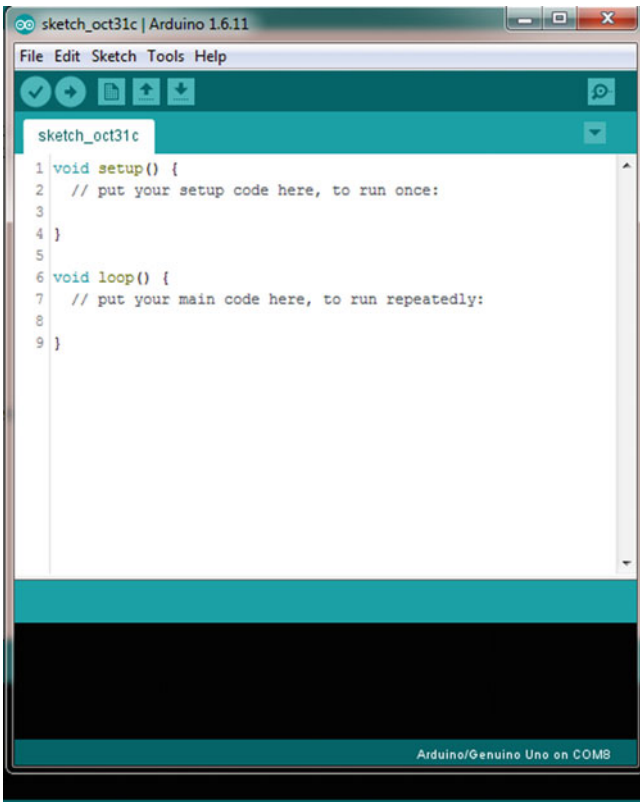 sketch_oct31c | Arduino 1.6.11
File Edit Sketch Tools Help
sketch_oct31c
1 void setup() {
2   // put your setup code here, to run once:
3
4 }
5
6 void loop() {
7   // put your main code here, to run repeatedly:
8
9 }
Arduino/Genuino Uno on COM8